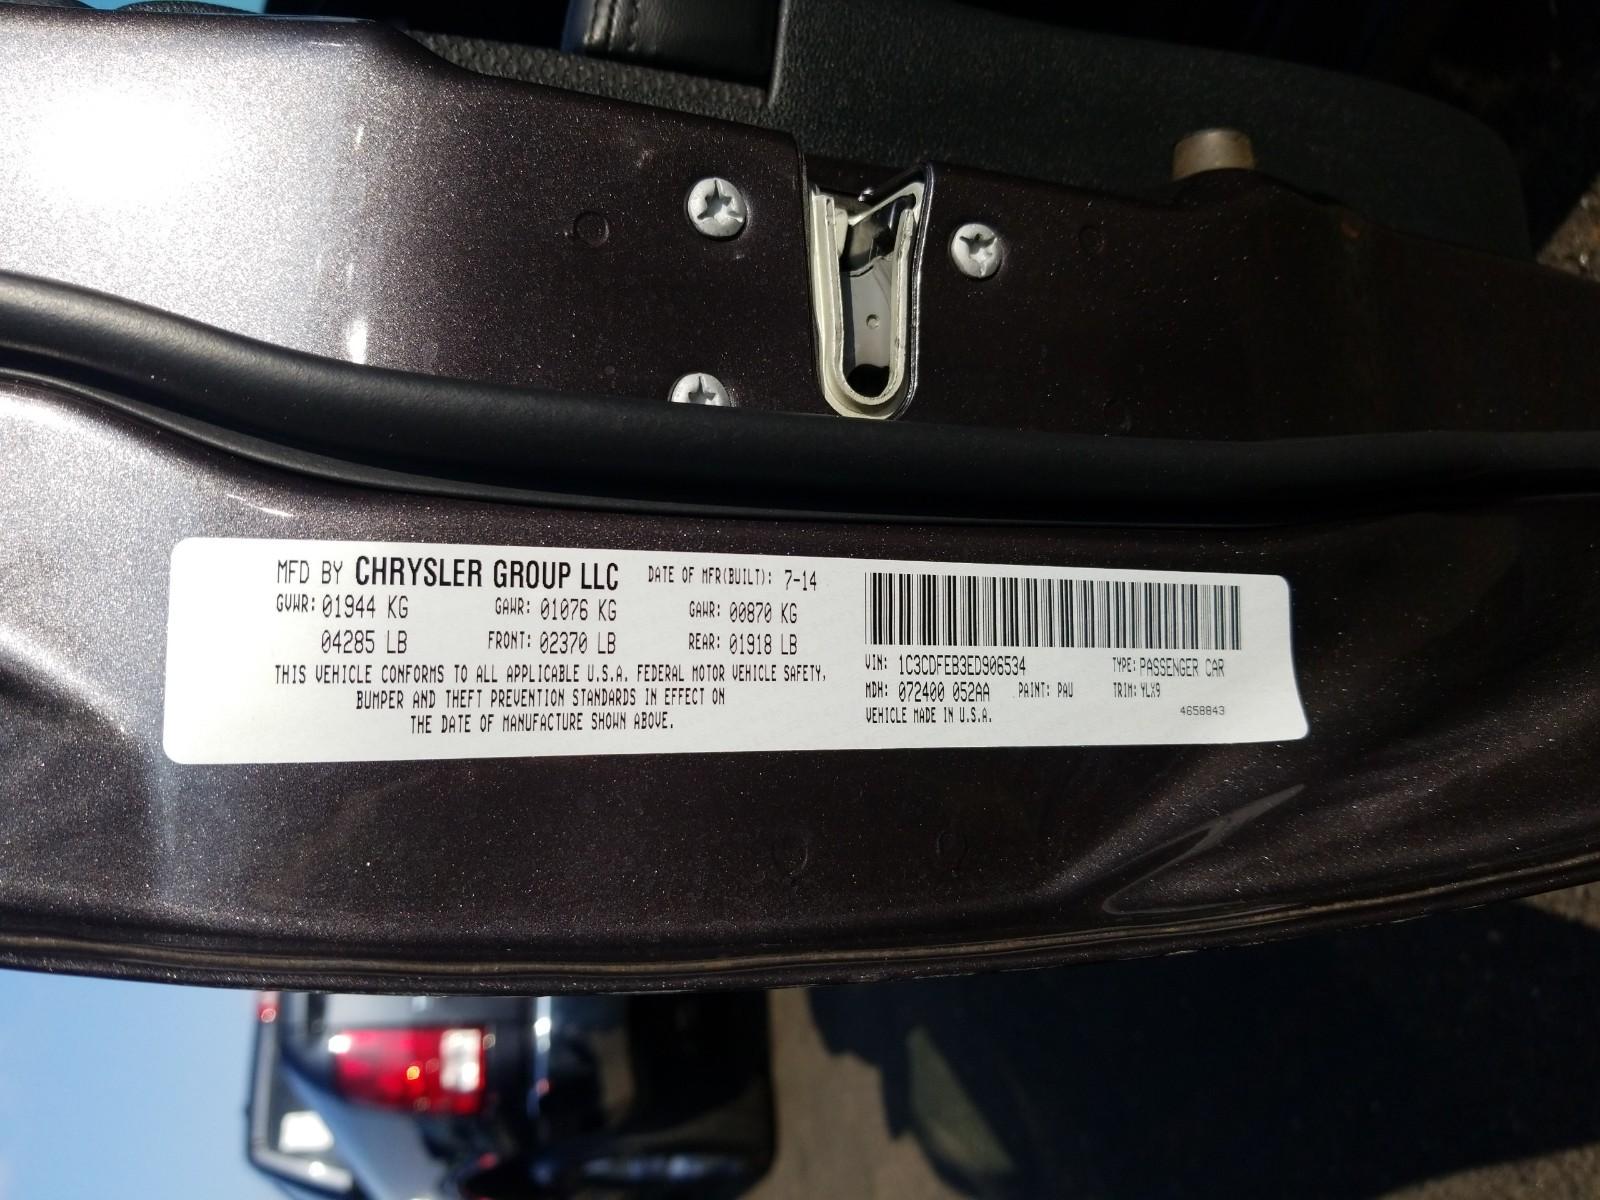 MFD BY CHRYSLER GROUP LLC DATE OF MFR(BUILT): 7-14
GVWR: 01944 KG GAWR: 01076 KG GAWR: 00870 KG
04285 LB FRONT: 02370 LB REAR: 01918 LB
THIS VEHICLE CONFORMS TO ALL APPLICABLE U.S.A. FEDERAL MOTOR VEHICLE SAFETY,
BUMPER AND THEFT PREVENTION STANDARDS IN EFFECT ON
THE DATE OF MANUFACTURE SHOWN ABOVE.
VIN: 1C3CDFEB3ED906534 TYPE: PASSENGER CAR
MDH: 072400 052AA PAINT: PAU TRIM: YLX9
VEHICLE MADE IN U.S.A. 4658843